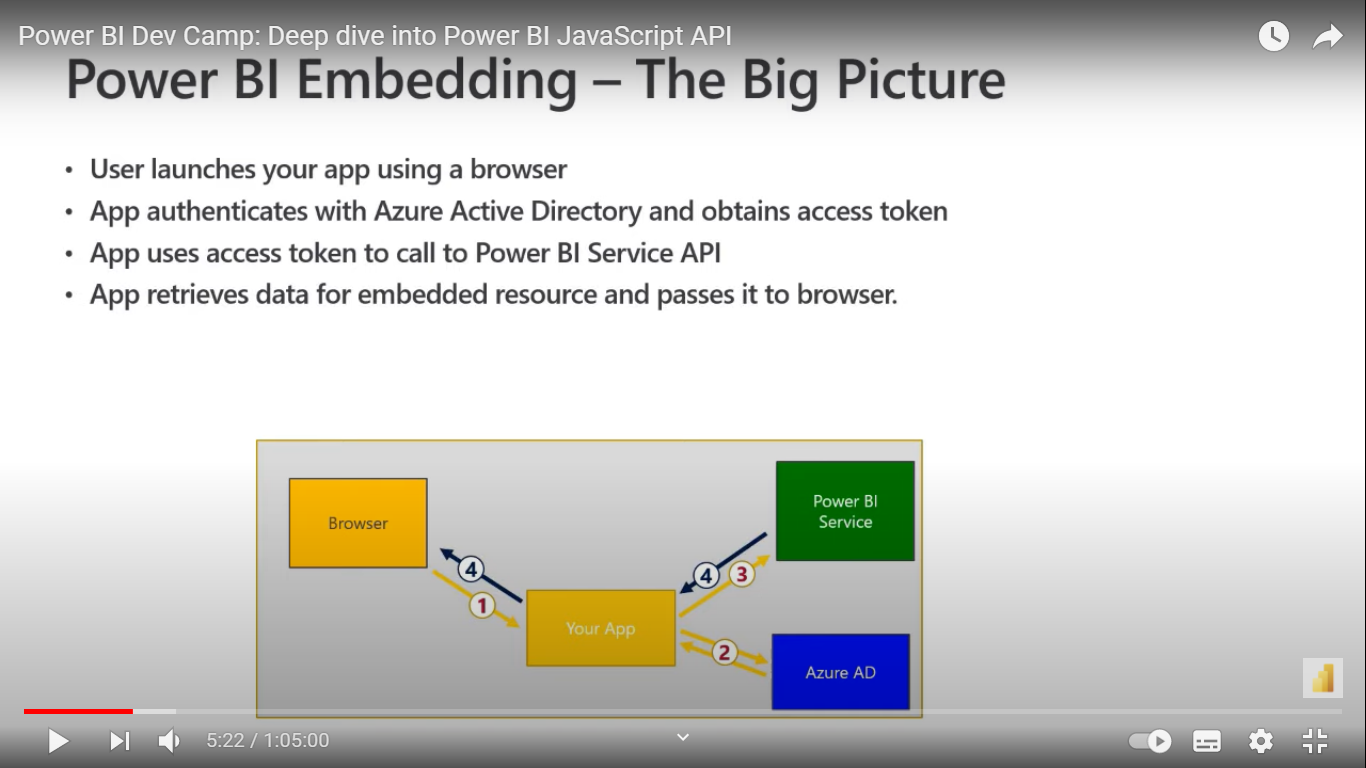 Power BI Dev Camp: Deep dive into Power BI JavaScript API
Power BI Embedding – The Big Picture
• User launches your app using a browser
• App authenticates with Azure Active Directory and obtains access token
• App uses access token to call to Power BI Service API
• App retrieves data for embedded resource and passes it to browser.
Browser
Power BI
Service
4
1
4
3
Your App
2
Azure AD
5:22 / 1:05:00